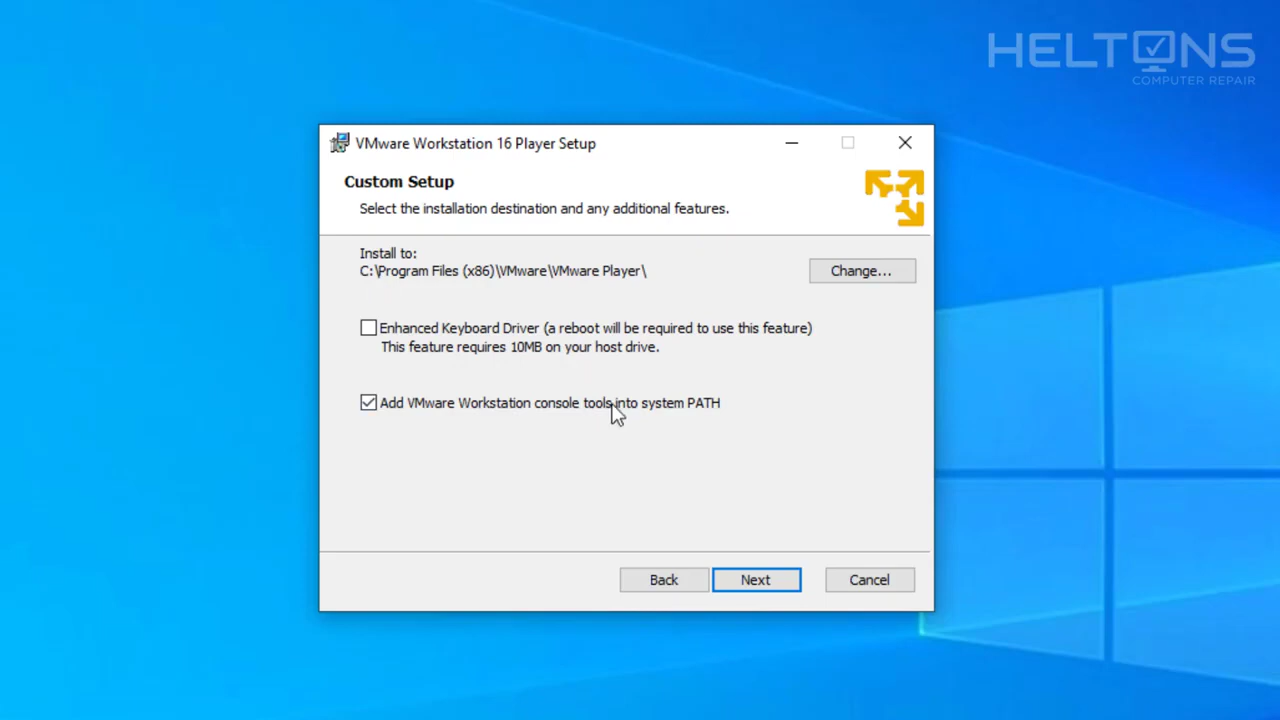 HELTONS
COMPUTER REPAIR
VMware Workstation 16 Player Setup
Custom Setup
Select the installation destination and any additional features.
Install to:
C:\Program Files (x86)\VMware\VMware Player\
Change...
Enhanced Keyboard Driver (a reboot will be required to use this feature)
This feature requires 10MB on your host drive.
Add VMware Workstation console tools into system PATH
Back
Next
Cancel